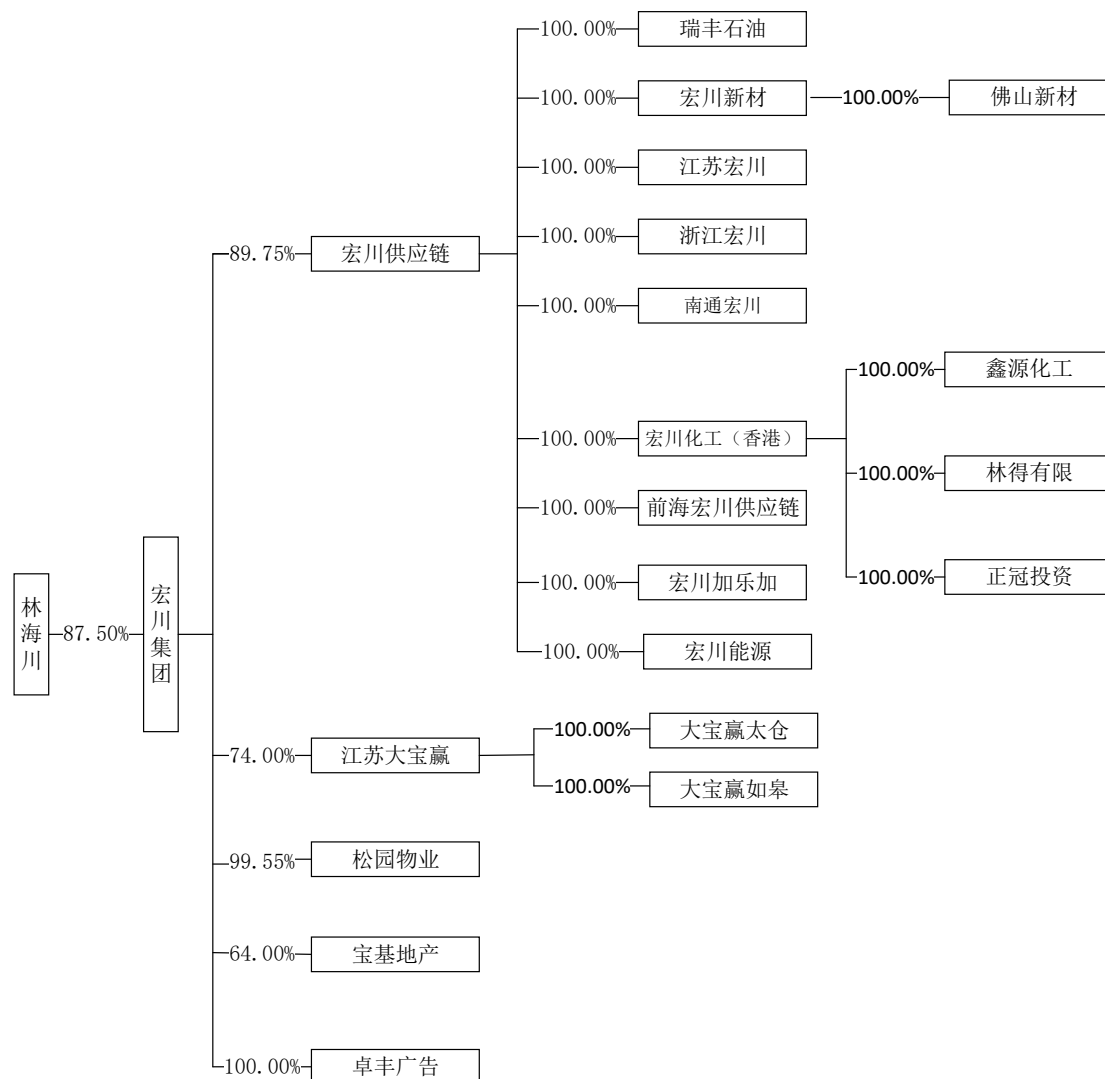 100.00% 瑞丰石油
100.00% 宏川新材 100.00% 佛山新材
100.00% 江苏宏川
100.00% 浙江宏川
89.75% 宏川供应链
100.00% 南通宏川
100.00% 鑫源化工
100.00% 宏川化工（香港）
100.00% 林得有限
100.00% 前海宏川供应链
100.00% 宏川加乐加
100.00% 正冠投资
林海川 87.50% 宏川集团
100.00% 宏川能源
74.00% 江苏大宝赢
100.00% 大宝赢太仓
100.00% 大宝赢如皋
99.55% 松园物业
64.00% 宝基地产
100.00% 卓丰广告